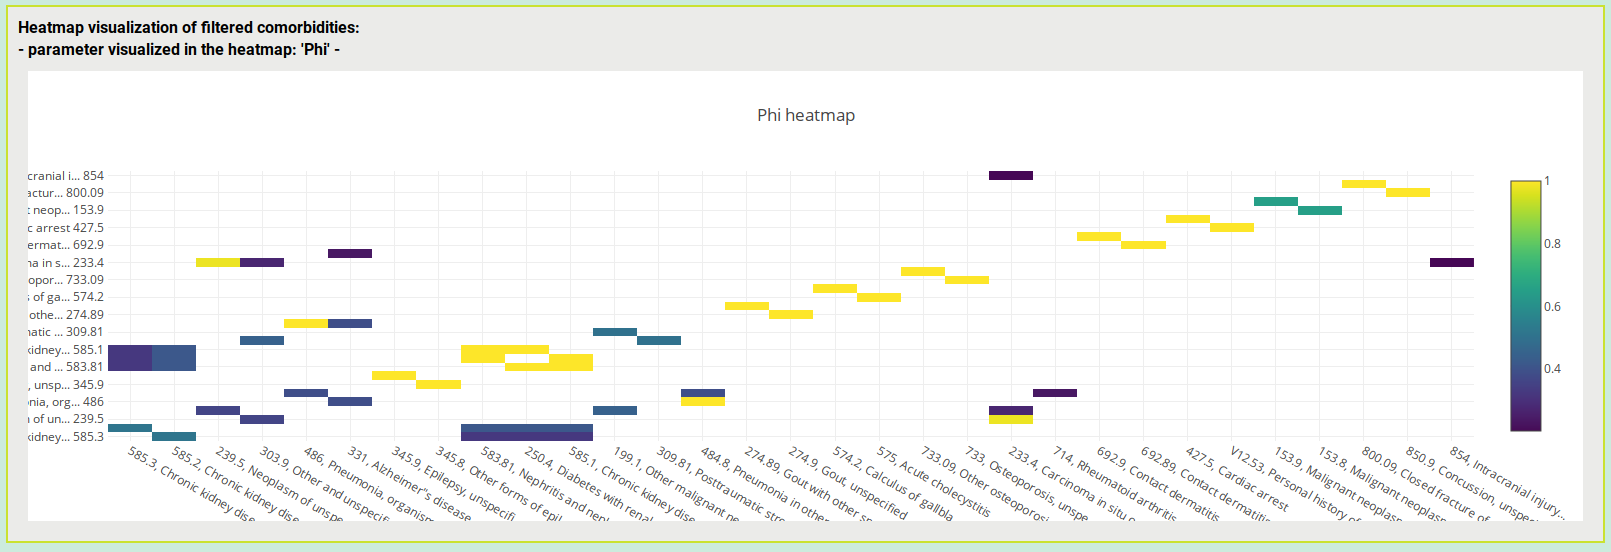 Heatmap visualization of filtered comorbidities:
- parameter visualized in the heatmap: 'Phi' -
Phi heatmap
cranial i... 854
actur... 800.09
neop... 153.9
c arrest 427.5
ermat... 692.9
na in s... 233.4
opor... 733.09
s of ga... 574.2
othe... 274.89
natic ... 309.81
kidney... 585.1
and ... 583.81
, unsp... 345.9
onia, org... 486
of un... 239.5
kidney... 585.3
1
0.8
0.6
0.4
585.3, Chronic kidney dise
585.2, Chronic kidney dise
239.5, Neoplasm of unspe
303.9, Other and unspecifi
486, Pneumonia, organism
331, Alzheimer"s disease
345.9, Epilepsy, unspecifi
345.8, Other forms of epil
583.81, Nephritis and neph
250.4, Diabetes with renal
585.1, Chronic kidney dise
199.1, Other malignant ne
309.81, Posttraumatic stre
484.8, Pneumonia in other
274.89, Gout with other sp
274.9, Gout, unspecified
574.2, Calculus of gallbla
575, Acute cholecystitis
733.09, Other osteoporosi
733, Osteoporosis, unspe
233.4, Carcinoma in situ o
714, Rheumatoid arthritis
692.9, Contact dermatitis
692.89, Contact dermatitis
427.5, Cardiac arrest
V12.53, Personal history of
153.9, Malignant neoplasm
153.8, Malignant neoplasm
800.09, Closed fracture of
850.9, Concussion, unspec
854, Intracranial injury...